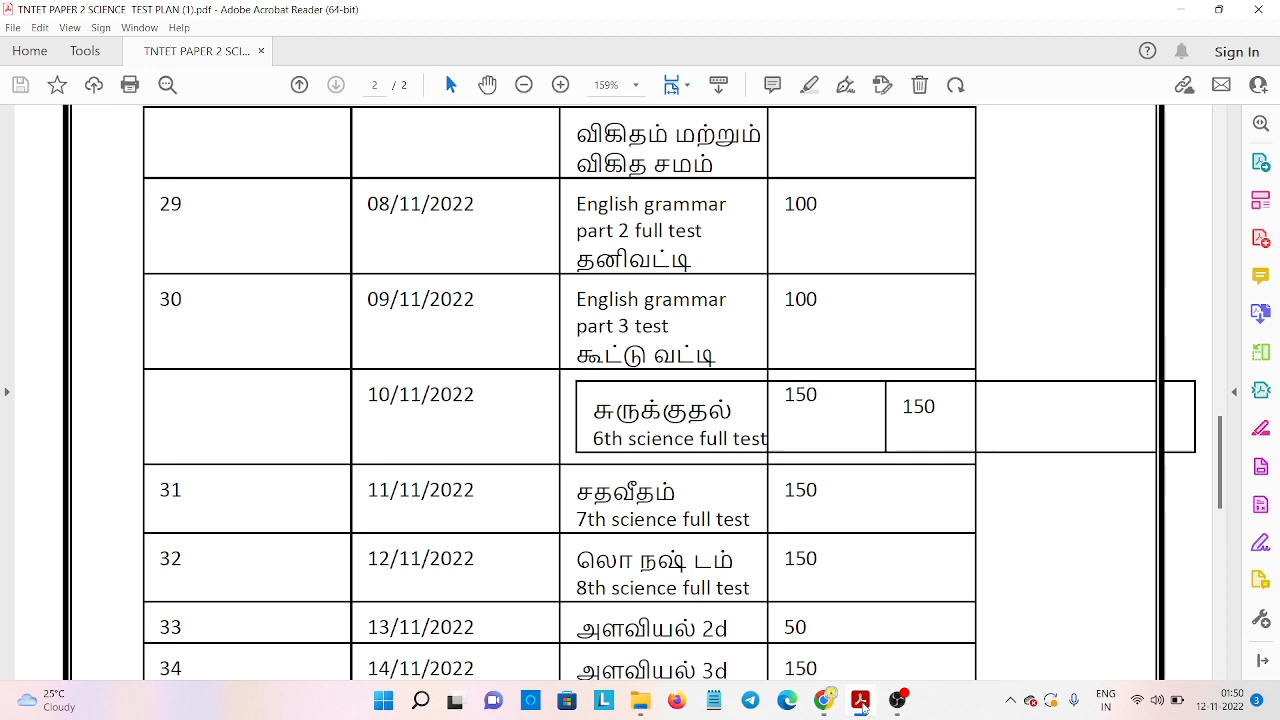 TNTET PAPER 2 SCIENCE TEST PLAN (1).pdf - Adobe Acrobat Reader (64-bit)
File Edit View Sign Window Help
Home Tools TNTET PAPER 2 SCI... ×
Sign In
2 / 2
159%
விகிதம் மற்றும்
விகித சமம்
29 08/11/2022 English grammar 100
part 2 full test
தனிவட்டி
30 09/11/2022 English grammar 100
part 3 test
கூட்டு வட்டி
10/11/2022 சுருக்குதல் 150 150
6th science full test
31 11/11/2022 சதவீதம் 150
7th science full test
32 12/11/2022 லொ நஷ் டம் 150
8th science full test
33 13/11/2022 அளவியல் 2d 50
34 14/11/2022 அளவியல் 3d 150
25°C
Cloudy
ENG
IN
01:50
12-11-2022
3